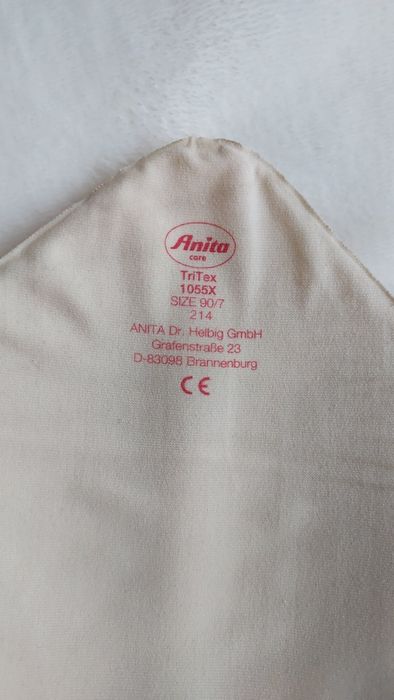 Anita
care
TriTex
1055X
SIZE 90/7
214
ANITA Dr. Helbig GmbH
Grafenstraße 23
D-83098 Brannenburg
CE